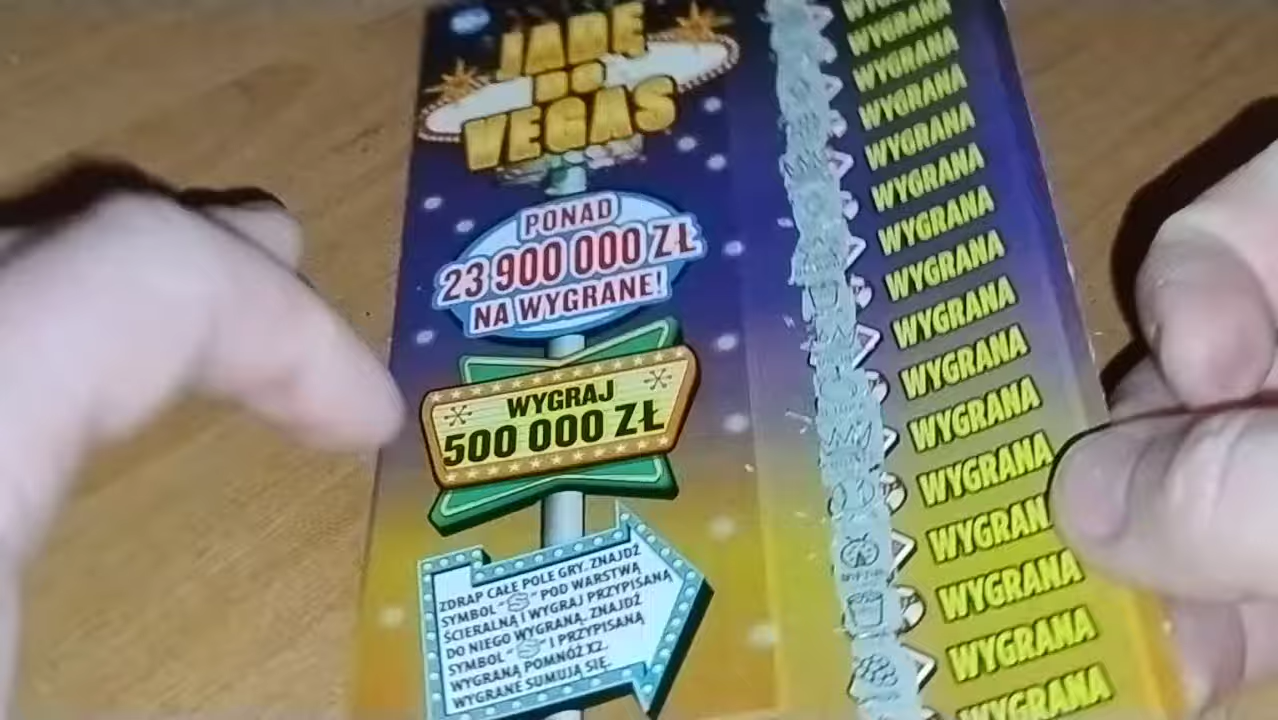 JADĘ
DO
VEGAS
PONAD
23 900 000 ZŁ
NA WYGRANE!
WYGRAJ
500 000 ZŁ
ZDRAP CAŁE POLE GRY. ZNAJDŹ
SYMBOL "S" POD WARSTWĄ
ŚCIERALNĄ I WYGRAJ PRZYPISANĄ
DO NIEGO WYGRANĄ. ZNAJDŹ
SYMBOL "S" I PRZYPISANĄ
WYGRANĄ POMNÓŻ X2.
WYGRANE SUMUJĄ SIĘ.
WYGRANA
WYGRANA
WYGRANA
WYGRANA
WYGRANA
WYGRANA
WYGRANA
WYGRANA
WYGRANA
WYGRANA
WYGRANA
WYGRANA
WYGRAN
WYGRANA
WYGRANA
WYGRANA